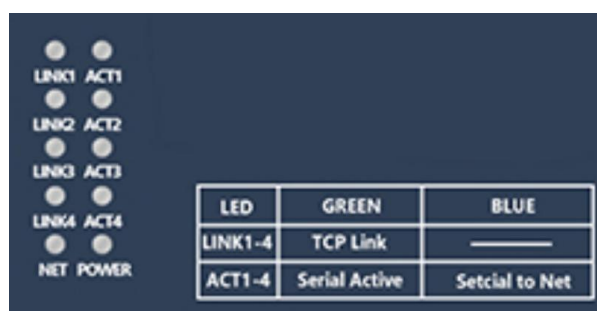 LINK1 ACT1
LINK2 ACT2
LINK3 ACT3
LINK4 ACT4
NET POWER
LED GREEN BLUE
LINK1-4 TCP Link
ACT1-4 Serial Active Setcial to Net